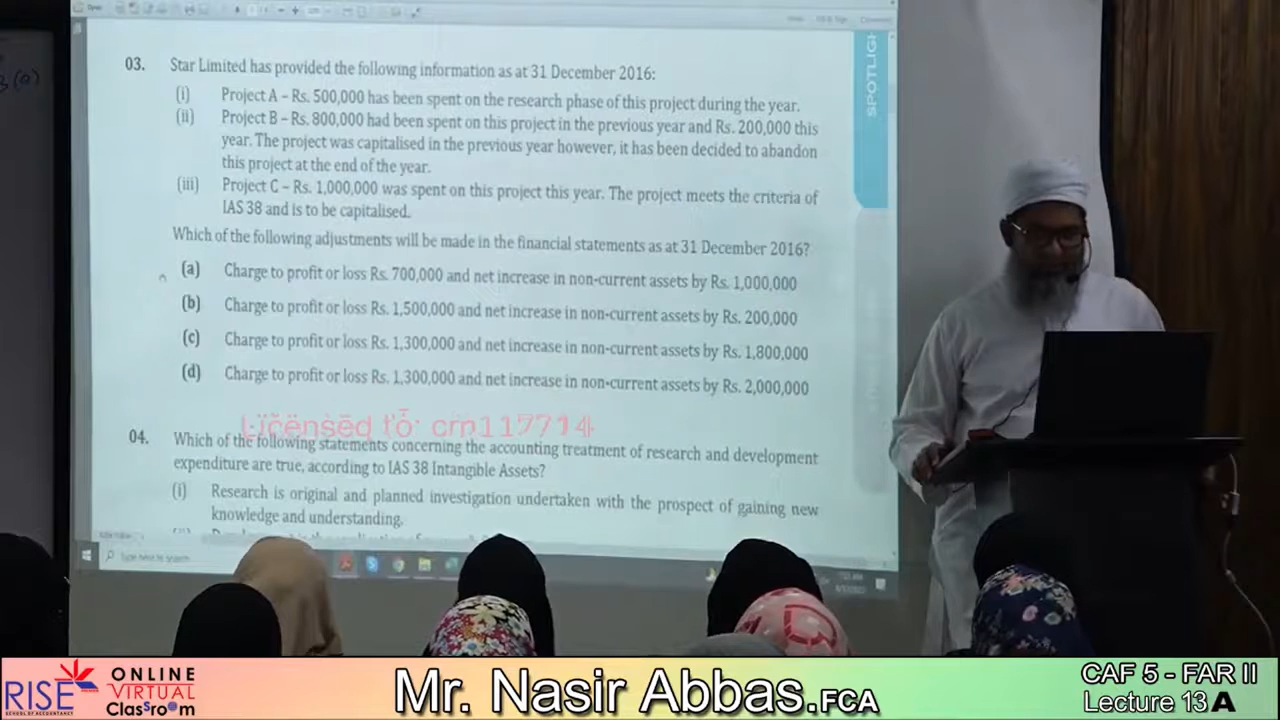 3(a)
SPOTLIGH
03. Star Limited has provided the following information as at 31 December 2016:
(i) Project A – Rs. 500,000 has been spent on the research phase of this project during the year.
(ii) Project B – Rs. 800,000 had been spent on this project in the previous year and Rs. 200,000 this
year. The project was capitalised in the previous year however, it has been decided to abandon
this project at the end of the year.
(iii) Project C – Rs. 1,000,000 was spent on this project this year. The project meets the criteria of
IAS 38 and is to be capitalised.
Which of the following adjustments will be made in the financial statements as at 31 December 2016?
(a) Charge to profit or loss Rs. 700,000 and net increase in non-current assets by Rs. 1,000,000
(b) Charge to profit or loss Rs. 1,500,000 and net increase in non-current assets by Rs. 200,000
(c) Charge to profit or loss Rs. 1,300,000 and net increase in non-current assets by Rs. 1,800,000
(d) Charge to profit or loss Rs. 1,300,000 and net increase in non-current assets by Rs. 2,000,000
Licensed to: crn117714
04. Which of the following statements concerning the accounting treatment of research and development
expenditure are true, according to IAS 38 Intangible Assets?
(i) Research is original and planned investigation undertaken with the prospect of gaining new
knowledge and understanding.
Type here to search
RISE
SCHOOL OF ACCOUNTANCY
ONLINE
VIRTUAL
Classroom
Mr. Nasir Abbas.FCA
CAF 5 - FAR II
Lecture 13 A